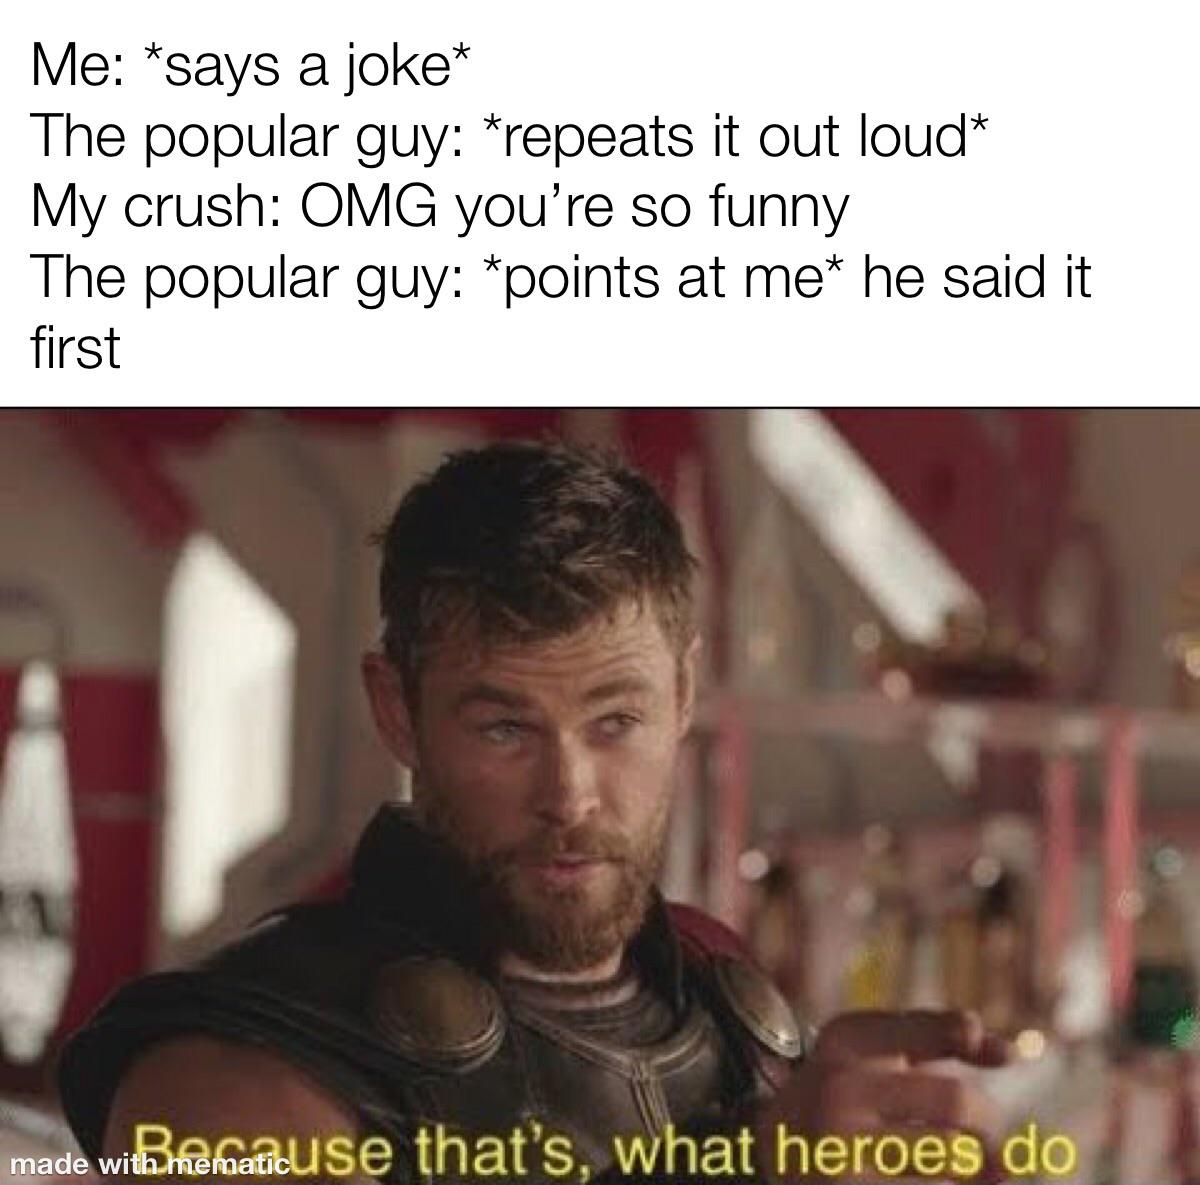 Me: *says a joke*
The popular guy: *repeats it out loud*
My crush: OMG you’re so funny
The popular guy: *points at me* he said it
first
Because that’s, what heroes do
made with mematic